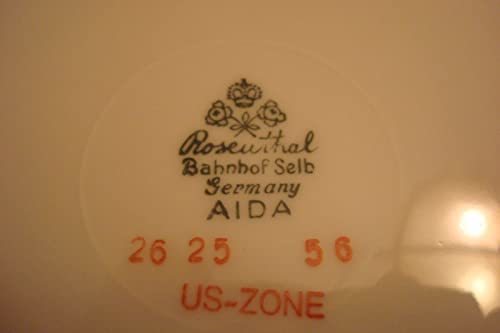 Rosenthal
Bahnhof Selb
Germany
AIDA
26 25 56
US-ZONE